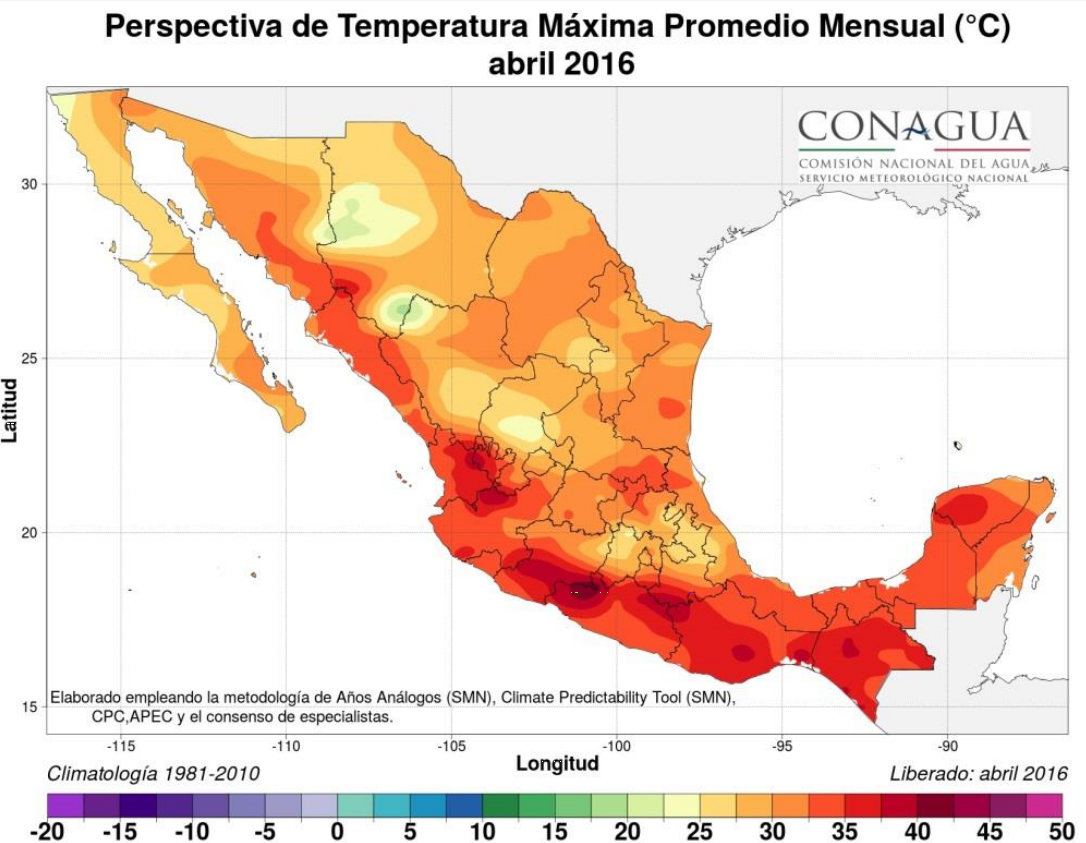 Perspectiva de Temperatura Máxima Promedio Mensual (°C)
abril 2016
CONAGUA
COMISIÓN NACIONAL DEL AGUA
SERVICIO METEOROLÓGICO NACIONAL
30
25
20
15
Latitud
Elaborado empleando la metodología de Años Análogos (SMN), Climate Predictability Tool (SMN),
CPC,APEC y el consenso de especialistas.
-115 -110 -105 -100 -95 -90
Longitud
Climatología 1981-2010
Liberado: abril 2016
-20 -15 -10 -5 0 5 10 15 20 25 30 35 40 45 50